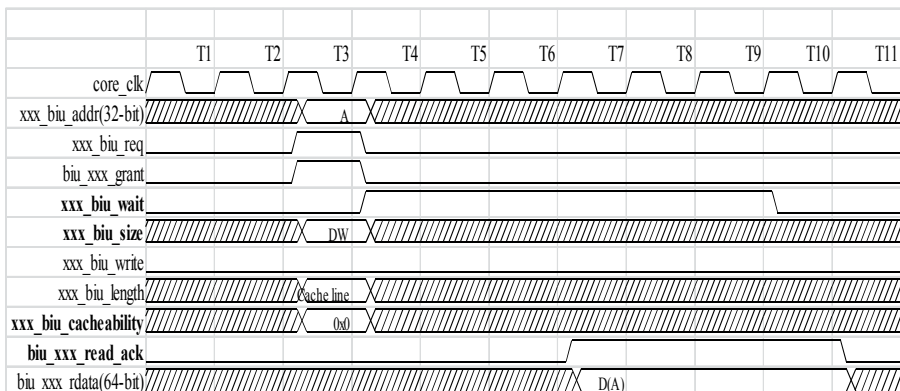 T1 T2 T3 T4 T5 T6 T7 T8 T9 T10 T11
core_clk
xxx_biu_addr(32-bit) A
xxx_biu_req
biu_xxx_grant
xxx_biu_wait
xxx_biu_size DW
xxx_biu_write
xxx_biu_length Cache line
xxx_biu_cacheability 0x0
biu_xxx_read_ack
biu_xxx_rdata(64-bit) D(A)